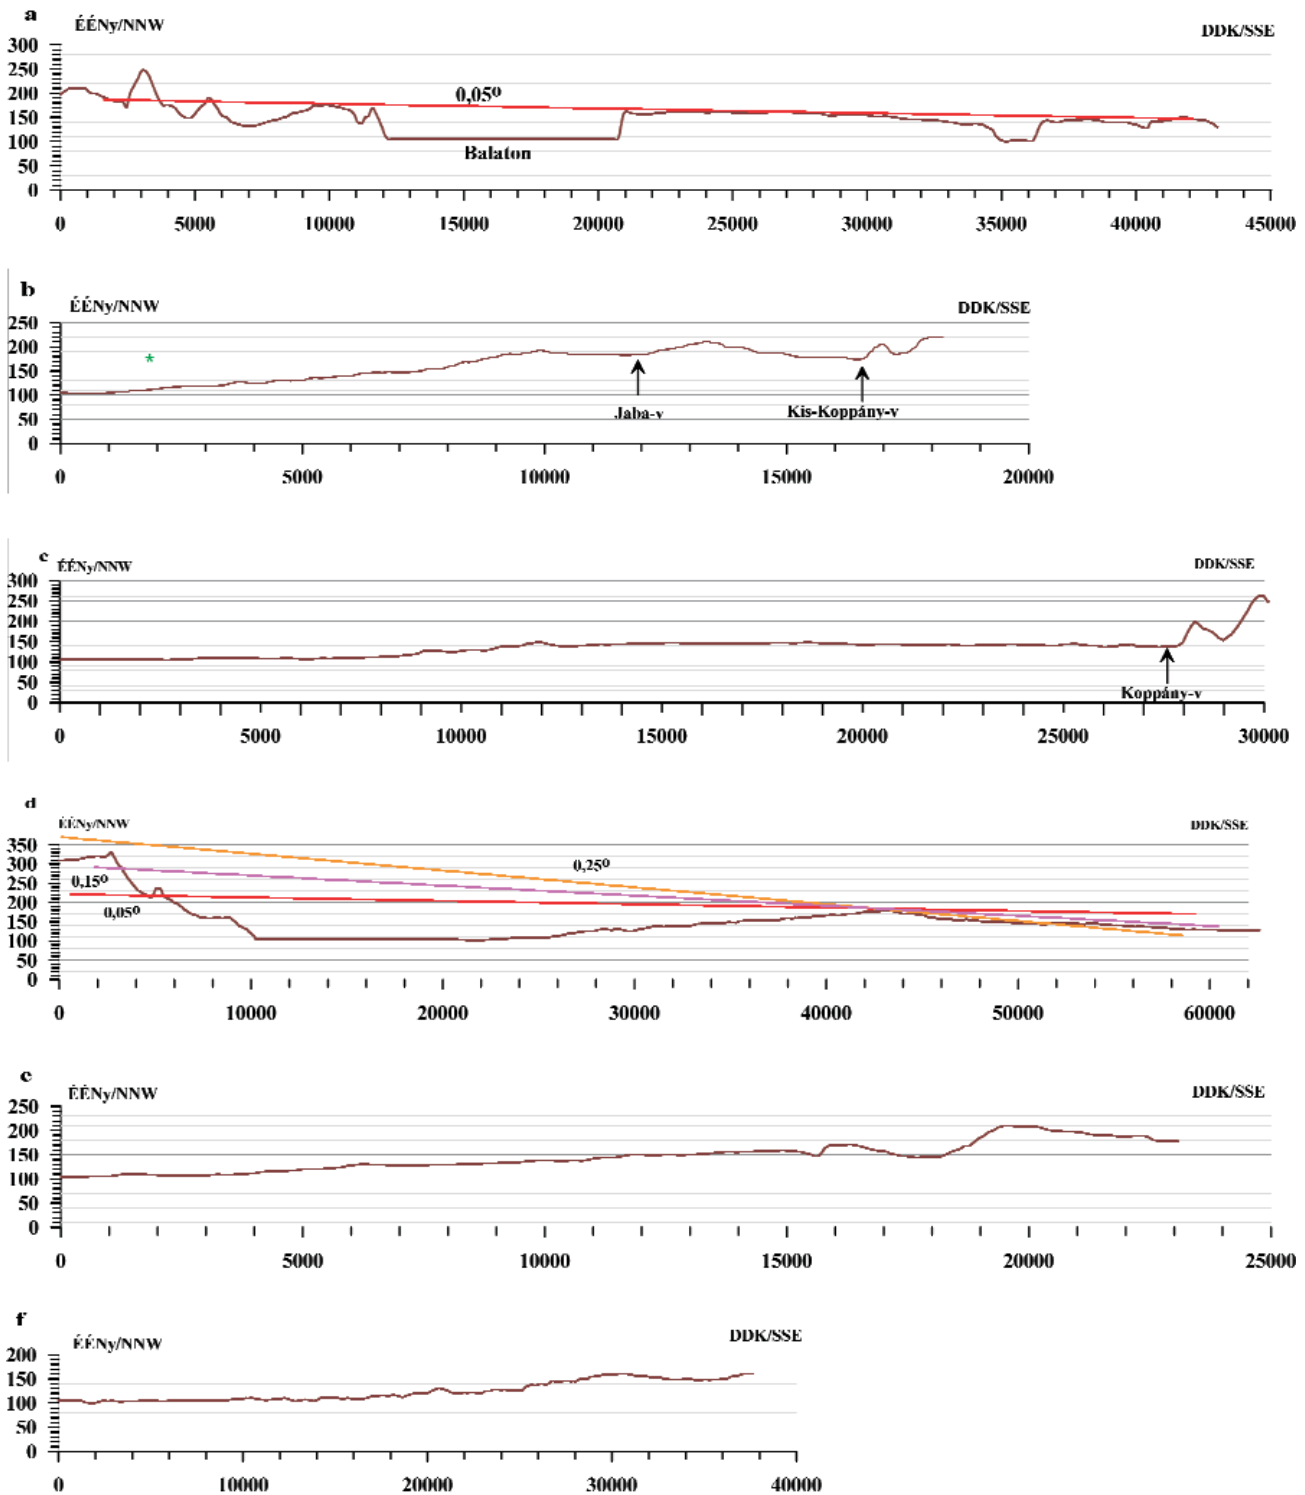 a
ÉÉNy/NNW
DDK/SSE
300
250
200
150
100
50
0
0,05º
Balaton
0 5000 10000 15000 20000 25000 30000 35000 40000 45000
b
ÉÉNy/NNW
DDK/SSE
250
200
150
100
50
0
*
Jaba-v
Kis-Koppány-v
0 5000 10000 15000 20000
c
ÉÉNy/NNW
DDK/SSE
300
250
200
150
100
50
0
Koppány-v
0 5000 10000 15000 20000 25000 30000
d
ÉÉNy/NNW
DDK/SSE
350
300
250
200
150
100
50
0
0,25º
0,15º
0,05º
0 10000 20000 30000 40000 50000 60000
e
ÉÉNy/NNW
DDK/SSE
250
200
150
100
50
0
0 5000 10000 15000 20000 25000
f
ÉÉNy/NNW
DDK/SSE
200
150
100
50
0
0 10000 20000 30000 40000